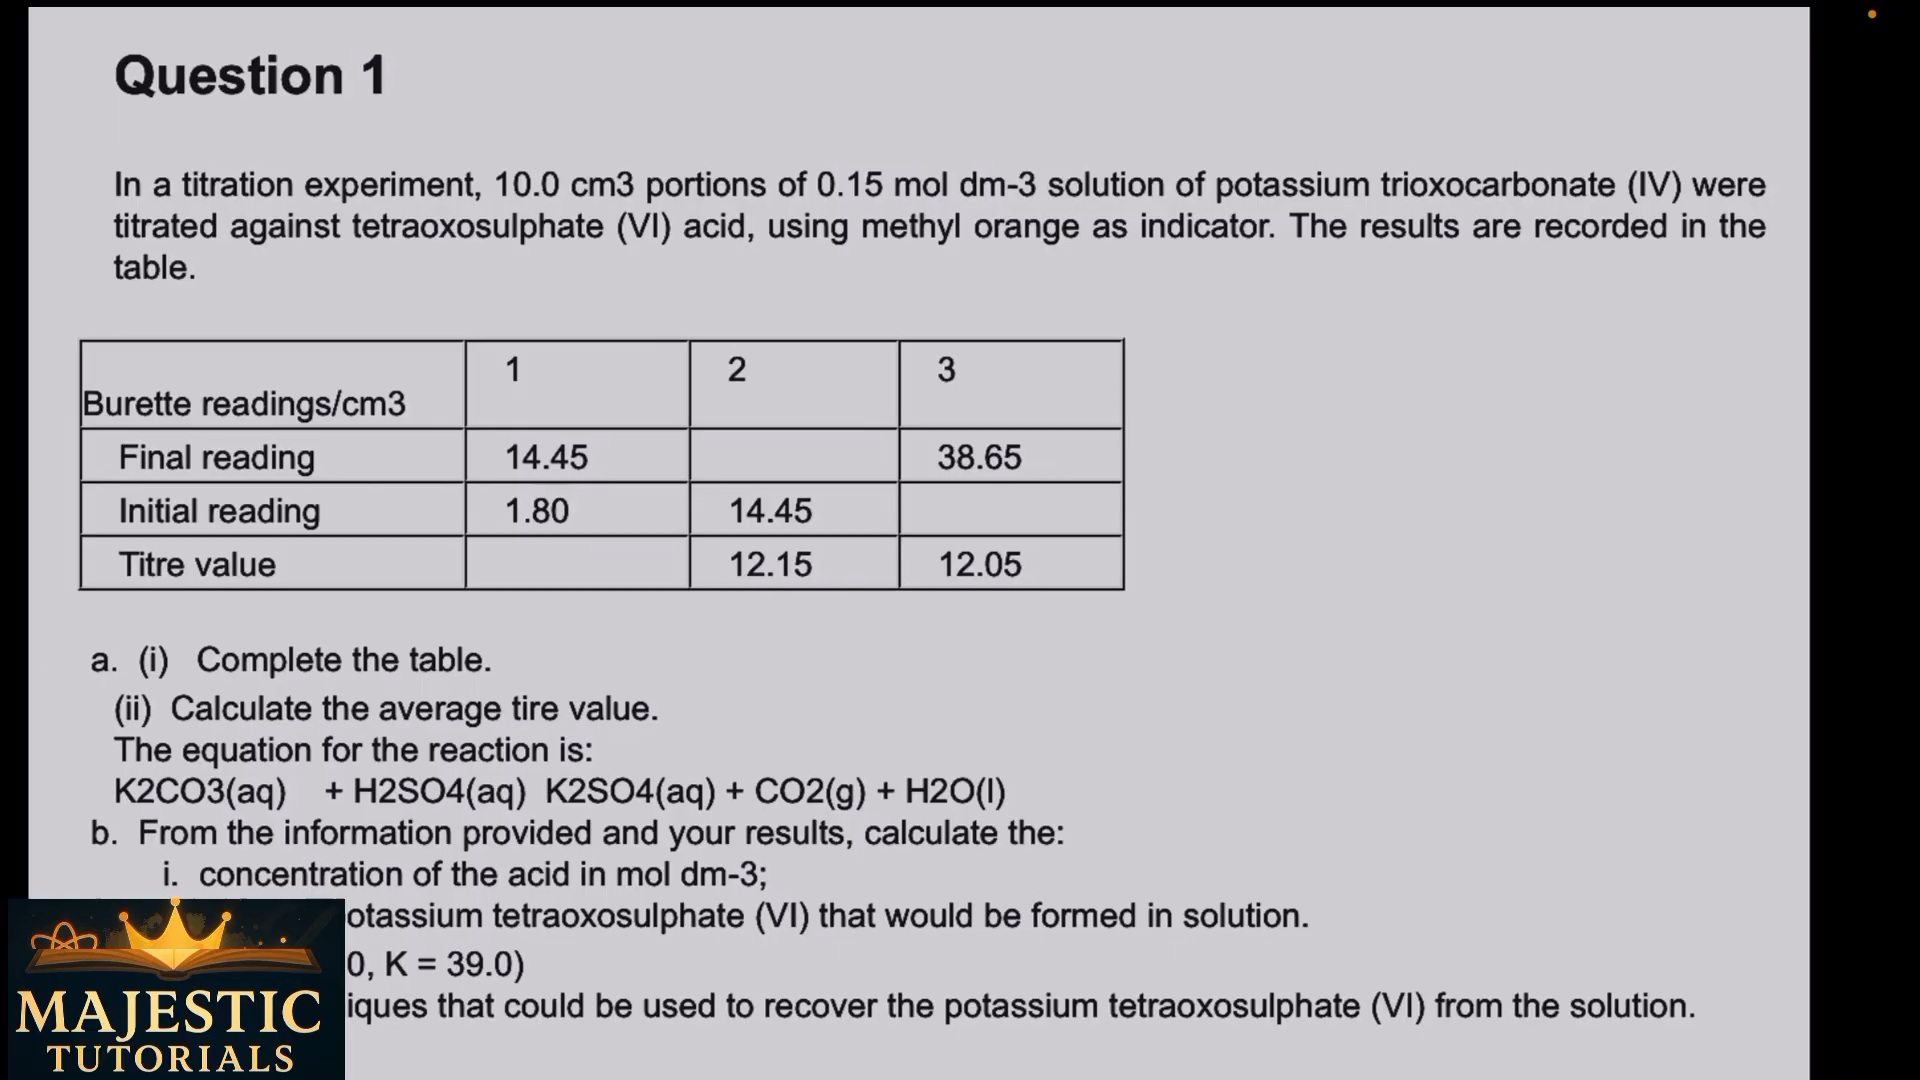 Question 1
In a titration experiment, 10.0 cm3 portions of 0.15 mol dm-3 solution of potassium trioxocarbonate (IV) were
titrated against tetraoxosulphate (VI) acid, using methyl orange as indicator. The results are recorded in the
table.
Burette readings/cm3 1 2 3
Final reading 14.45 38.65
Initial reading 1.80 14.45
Titre value 12.15 12.05
a. (i) Complete the table.
(ii) Calculate the average tire value.
The equation for the reaction is:
K2CO3(aq) + H2SO4(aq) K2SO4(aq) + CO2(g) + H2O(l)
b. From the information provided and your results, calculate the:
i. concentration of the acid in mol dm-3;
otassium tetraoxosulphate (VI) that would be formed in solution.
0, K = 39.0)
iques that could be used to recover the potassium tetraoxosulphate (VI) from the solution.
MAJESTIC
TUTORIALS